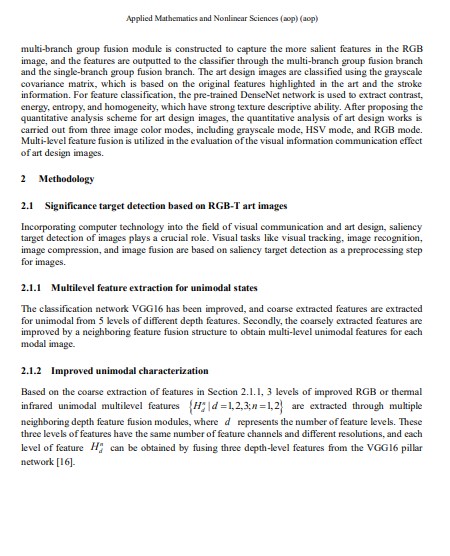 Applied Mathematics and Nonlinear Sciences (aop) (aop)
multi-branch group fusion module is constructed to capture the more salient features in the RGB
image, and the features are outputted to the classifier through the multi-branch group fusion branch
and the single-branch group fusion branch. The art design images are classified using the grayscale
covariance matrix, which is based on the original features highlighted in the art and the stroke
information. For feature classification, the pre-trained DenseNet network is used to extract contrast,
energy, entropy, and homogeneity, which have strong texture descriptive ability. After proposing the
quantitative analysis scheme for art design images, the quantitative analysis of art design works is
carried out from three image color modes, including grayscale mode, HSV mode, and RGB mode.
Multi-level feature fusion is utilized in the evaluation of the visual information communication effect
of art design images.
2 Methodology
2.1 Significance target detection based on RGB-T art images
Incorporating computer technology into the field of visual communication and art design, saliency
target detection of images plays a crucial role. Visual tasks like visual tracking, image recognition,
image compression, and image fusion are based on saliency target detection as a preprocessing step
for images.
2.1.1 Multilevel feature extraction for unimodal states
The classification network VGG16 has been improved, and coarse extracted features are extracted
for unimodal from 5 levels of different depth features. Secondly, the coarsely extracted features are
improved by a neighboring feature fusion structure to obtain multi-level unimodal features for each
modal image.
2.1.2 Improved unimodal characterization
Based on the coarse extraction of features in Section 2.1.1, 3 levels of improved RGB or thermal
infrared unimodal multilevel features {H_d^n | d = 1,2,3; n = 1,2} are extracted through multiple
neighboring depth feature fusion modules, where d represents the number of feature levels. These
three levels of features have the same number of feature channels and different resolutions, and each
level of feature H_d^n can be obtained by fusing three depth-level features from the VGG16 pillar
network [16].